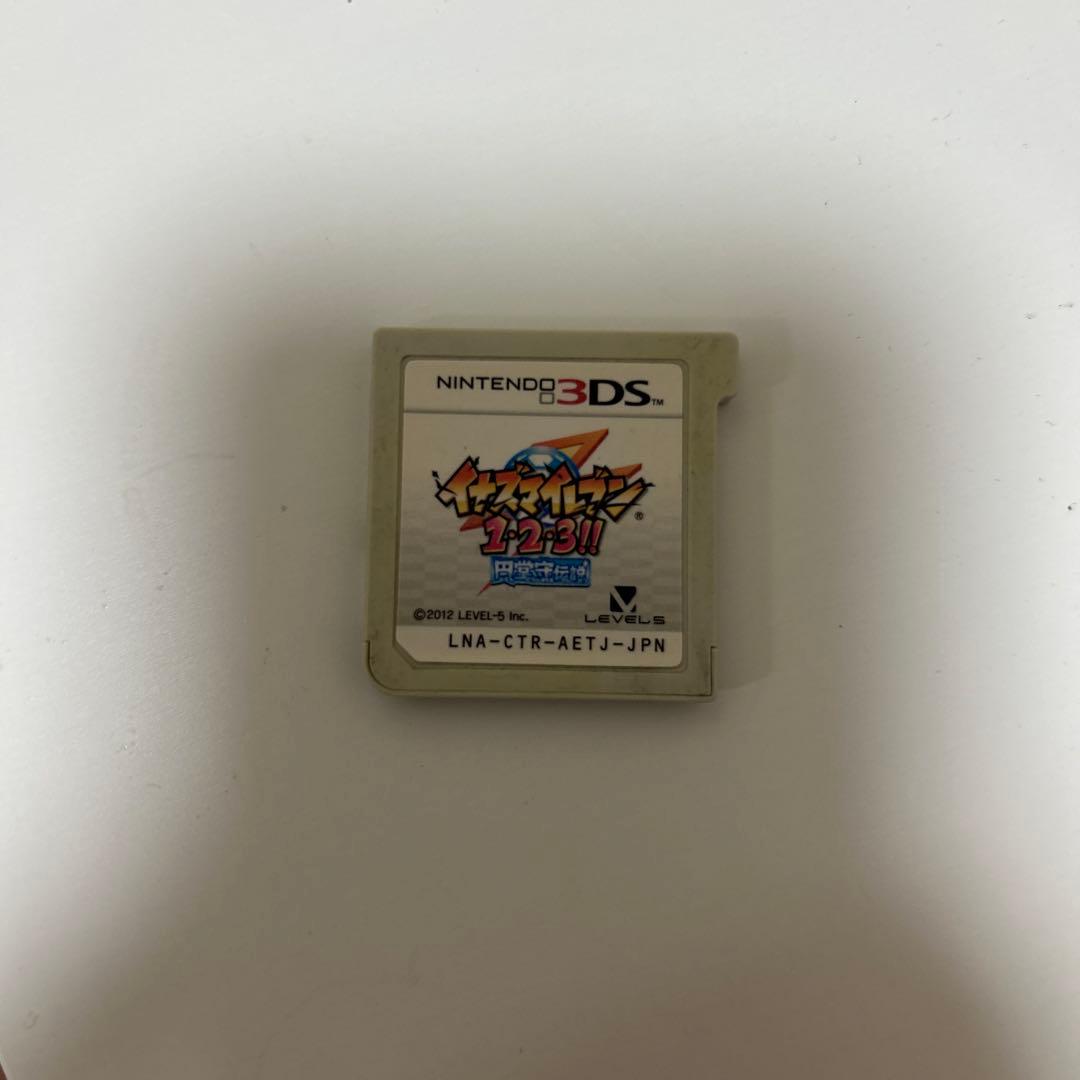 NINTENDO 3DS™
イナズマイレブン®
1・2・3!!
円堂守伝説
©2012 LEVEL-5 Inc.
LEVEL5
LNA-CTR-AETJ-JPN